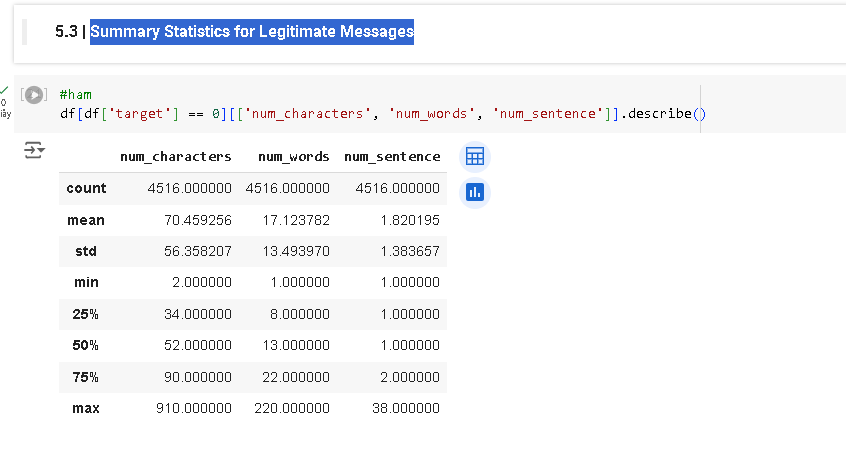 5.3 | Summary Statistics for Legitimate Messages
#ham
df[df['target'] == 0][['num_characters', 'num_words', 'num_sentence']].describe()
0
giây
num_characters num_words num_sentence
count 4516.000000 4516.000000 4516.000000
mean 70.459256 17.123782 1.820195
std 56.358207 13.493970 1.383657
min 2.000000 1.000000 1.000000
25% 34.000000 8.000000 1.000000
50% 52.000000 13.000000 1.000000
75% 90.000000 22.000000 2.000000
max 910.000000 220.000000 38.000000